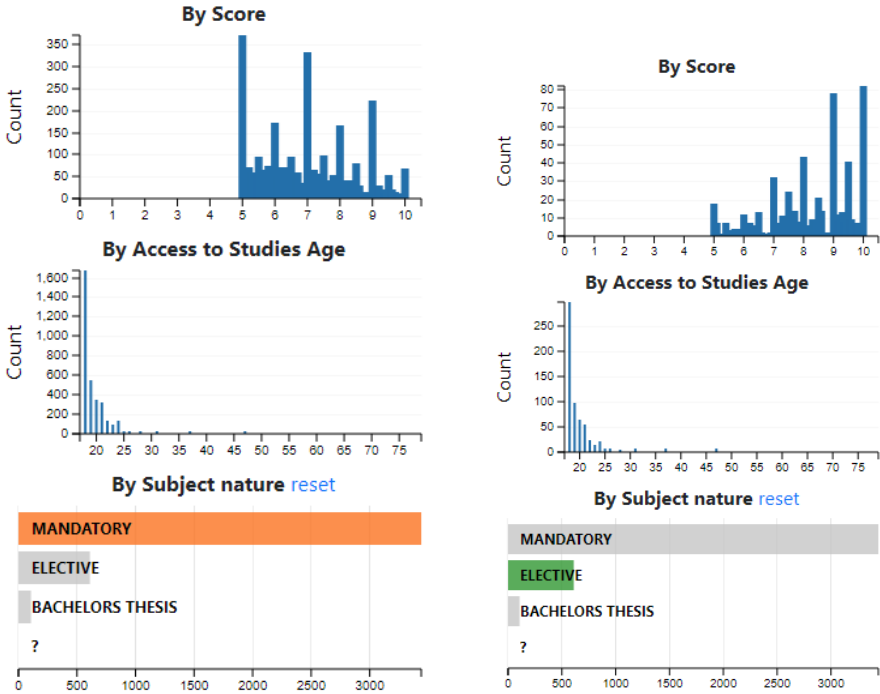 By Score
350
300
250
200
150
100
50
0
Count
0 1 2 3 4 5 6 7 8 9 10
By Access to Studies Age
1,600
1,400
1,200
1,000
800
600
400
200
0
Count
20 25 30 35 40 45 50 55 60 65 70 75
By Subject nature reset
MANDATORY
ELECTIVE
BACHELORS THESIS
?
0 500 1000 1500 2000 2500 3000
By Score
80
70
60
50
40
30
20
10
0
Count
0 1 2 3 4 5 6 7 8 9 10
By Access to Studies Age
250
200
150
100
50
0
Count
20 25 30 35 40 45 50 55 60 65 70 75
By Subject nature reset
MANDATORY
ELECTIVE
BACHELORS THESIS
?
0 500 1000 1500 2000 2500 3000